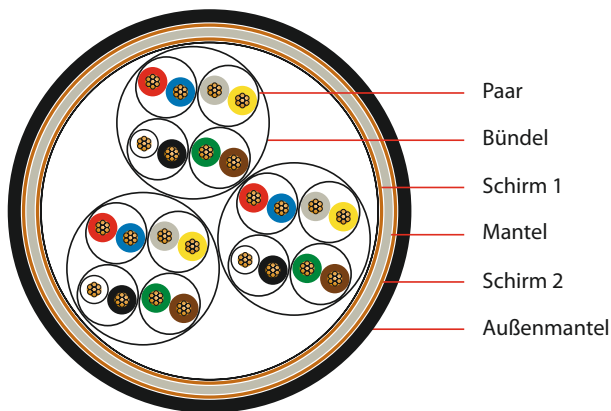 Paar
Bündel
Schirm 1
Mantel
Schirm 2
Außenmantel